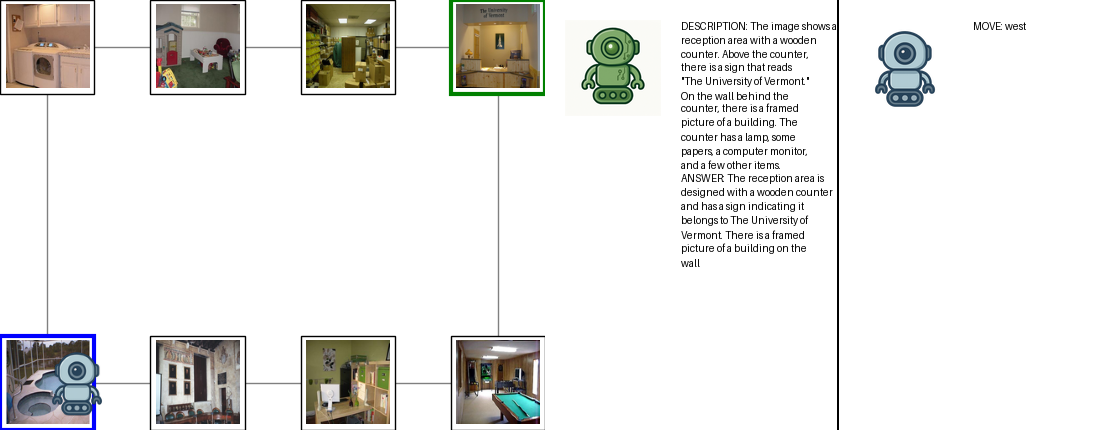 The University
of Vermont
DESCRIPTION: The image shows a
reception area with a wooden
counter. Above the counter,
there is a sign that reads
"The University of Vermont."
On the wall behind the
counter, there is a framed
picture of a building. The
counter has a lamp, some
papers, a computer monitor,
and a few other items.
ANSWER: The reception area is
designed with a wooden counter
and has a sign indicating it
belongs to The University of
Vermont. There is a framed
picture of a building on the
wall
MOVE: west